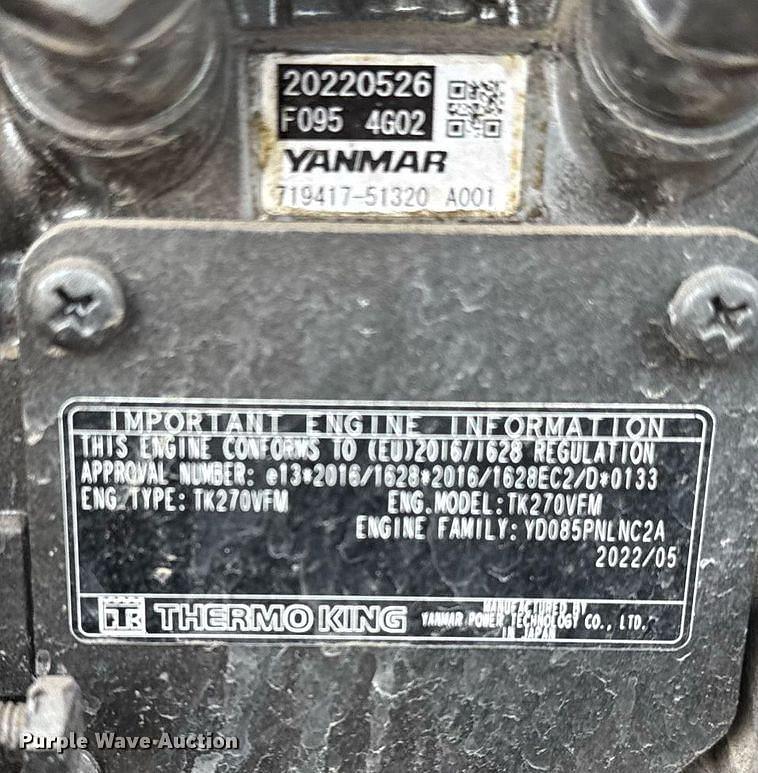 20220526
F095 4G02
YANMAR
719417-51320 A001
IMPORTANT ENGINE INFORMATION
THIS ENGINE CONFORMS TO (EU)2016/1628 REGULATION
APPROVAL NUMBER: e13*2016/1628*2016/1628EC2/D*0133
ENG.TYPE: TK270VFM ENG.MODEL: TK270VFM
ENGINE FAMILY: YD085PNLNC2A
2022/05
TK THERMO KING
MANUFACTURED BY
YANMAR POWER TECHNOLOGY CO., LTD.
IN JAPAN
Purple Wave Auction